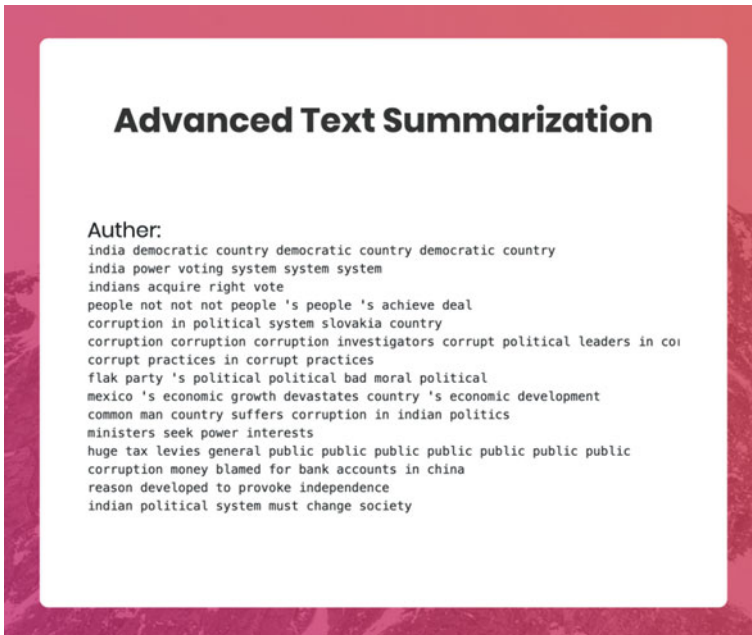 Advanced Text Summarization
Auther:
india democratic country democratic country democratic country
india power voting system system system
indians acquire right vote
people not not not people 's people 's achieve deal
corruption in political system slovakia country
corruption corruption corruption investigators corrupt political leaders in
corrupt practices in corrupt practices
flak party 's political political bad moral political
mexico 's economic growth devastates country 's economic development
common man country suffers corruption in indian politics
ministers seek power interests
huge tax levies general public public public public public public public
corruption money blamed for bank accounts in china
reason developed to provoke independence
indian political system must change society